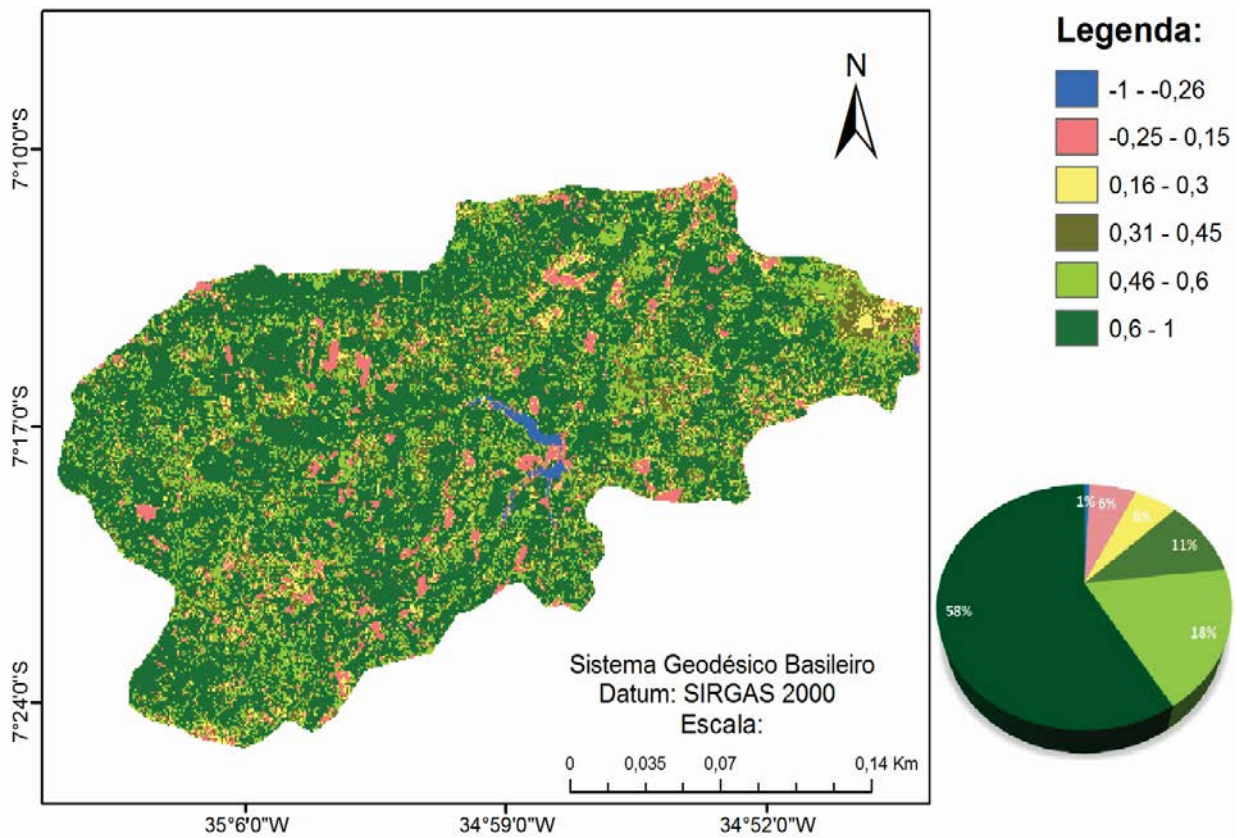 Legenda:
-1 - -0,26
-0,25 - 0,15
0,16 - 0,3
0,31 - 0,45
0,46 - 0,6
0,6 - 1
N
7°10'0"S
7°17'0"S
7°24'0"S
1%
6%
6%
11%
18%
58%
Sistema Geodésico Basileiro
Datum: SIRGAS 2000
Escala:
0 0,035 0,07 0,14 Km
35°6'0"W 34°59'0"W 34°52'0"W